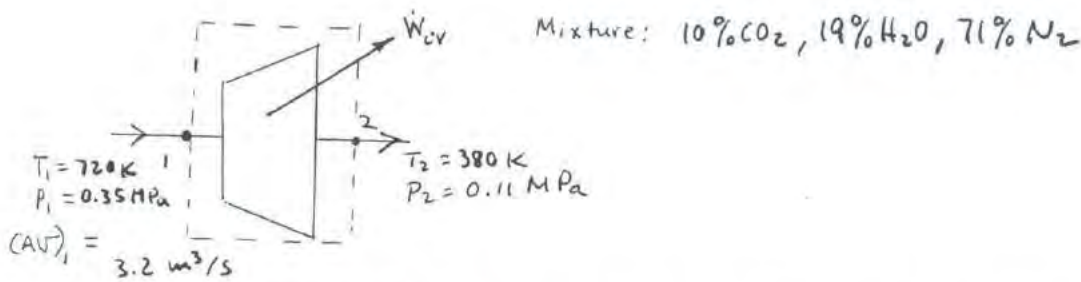 Ẇcv
Mixture: 10% CO2, 19% H2O, 71% N2
1
2
T1 = 720K
P1 = 0.35 MPa
(AV)1 =
3.2 m³/s
T2 = 380 K
P2 = 0.11 MPa